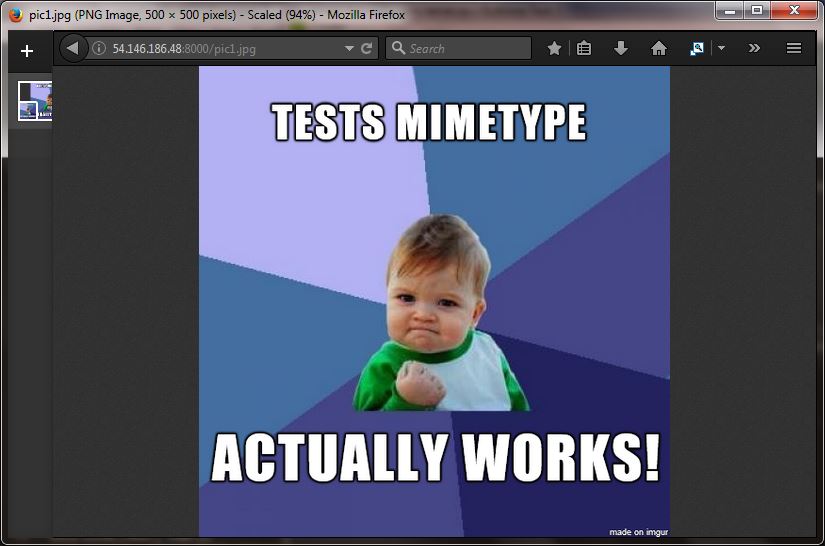 pic1.jpg (PNG Image, 500 × 500 pixels) - Scaled (94%) - Mozilla Firefox
54.146.186.48:8000/pic1.jpg
Search
TESTS MIMETYPE
ACTUALLY WORKS!
made on imgur